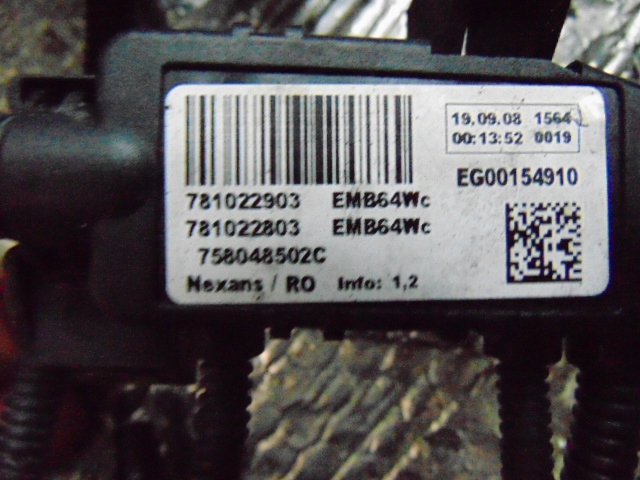 19.09.08 1564
00:13:52 0019
EG00154910
781022903 EMB64Wc
781022803 EMB64Wc
758048502C
Nexans / RO Info: 1,2